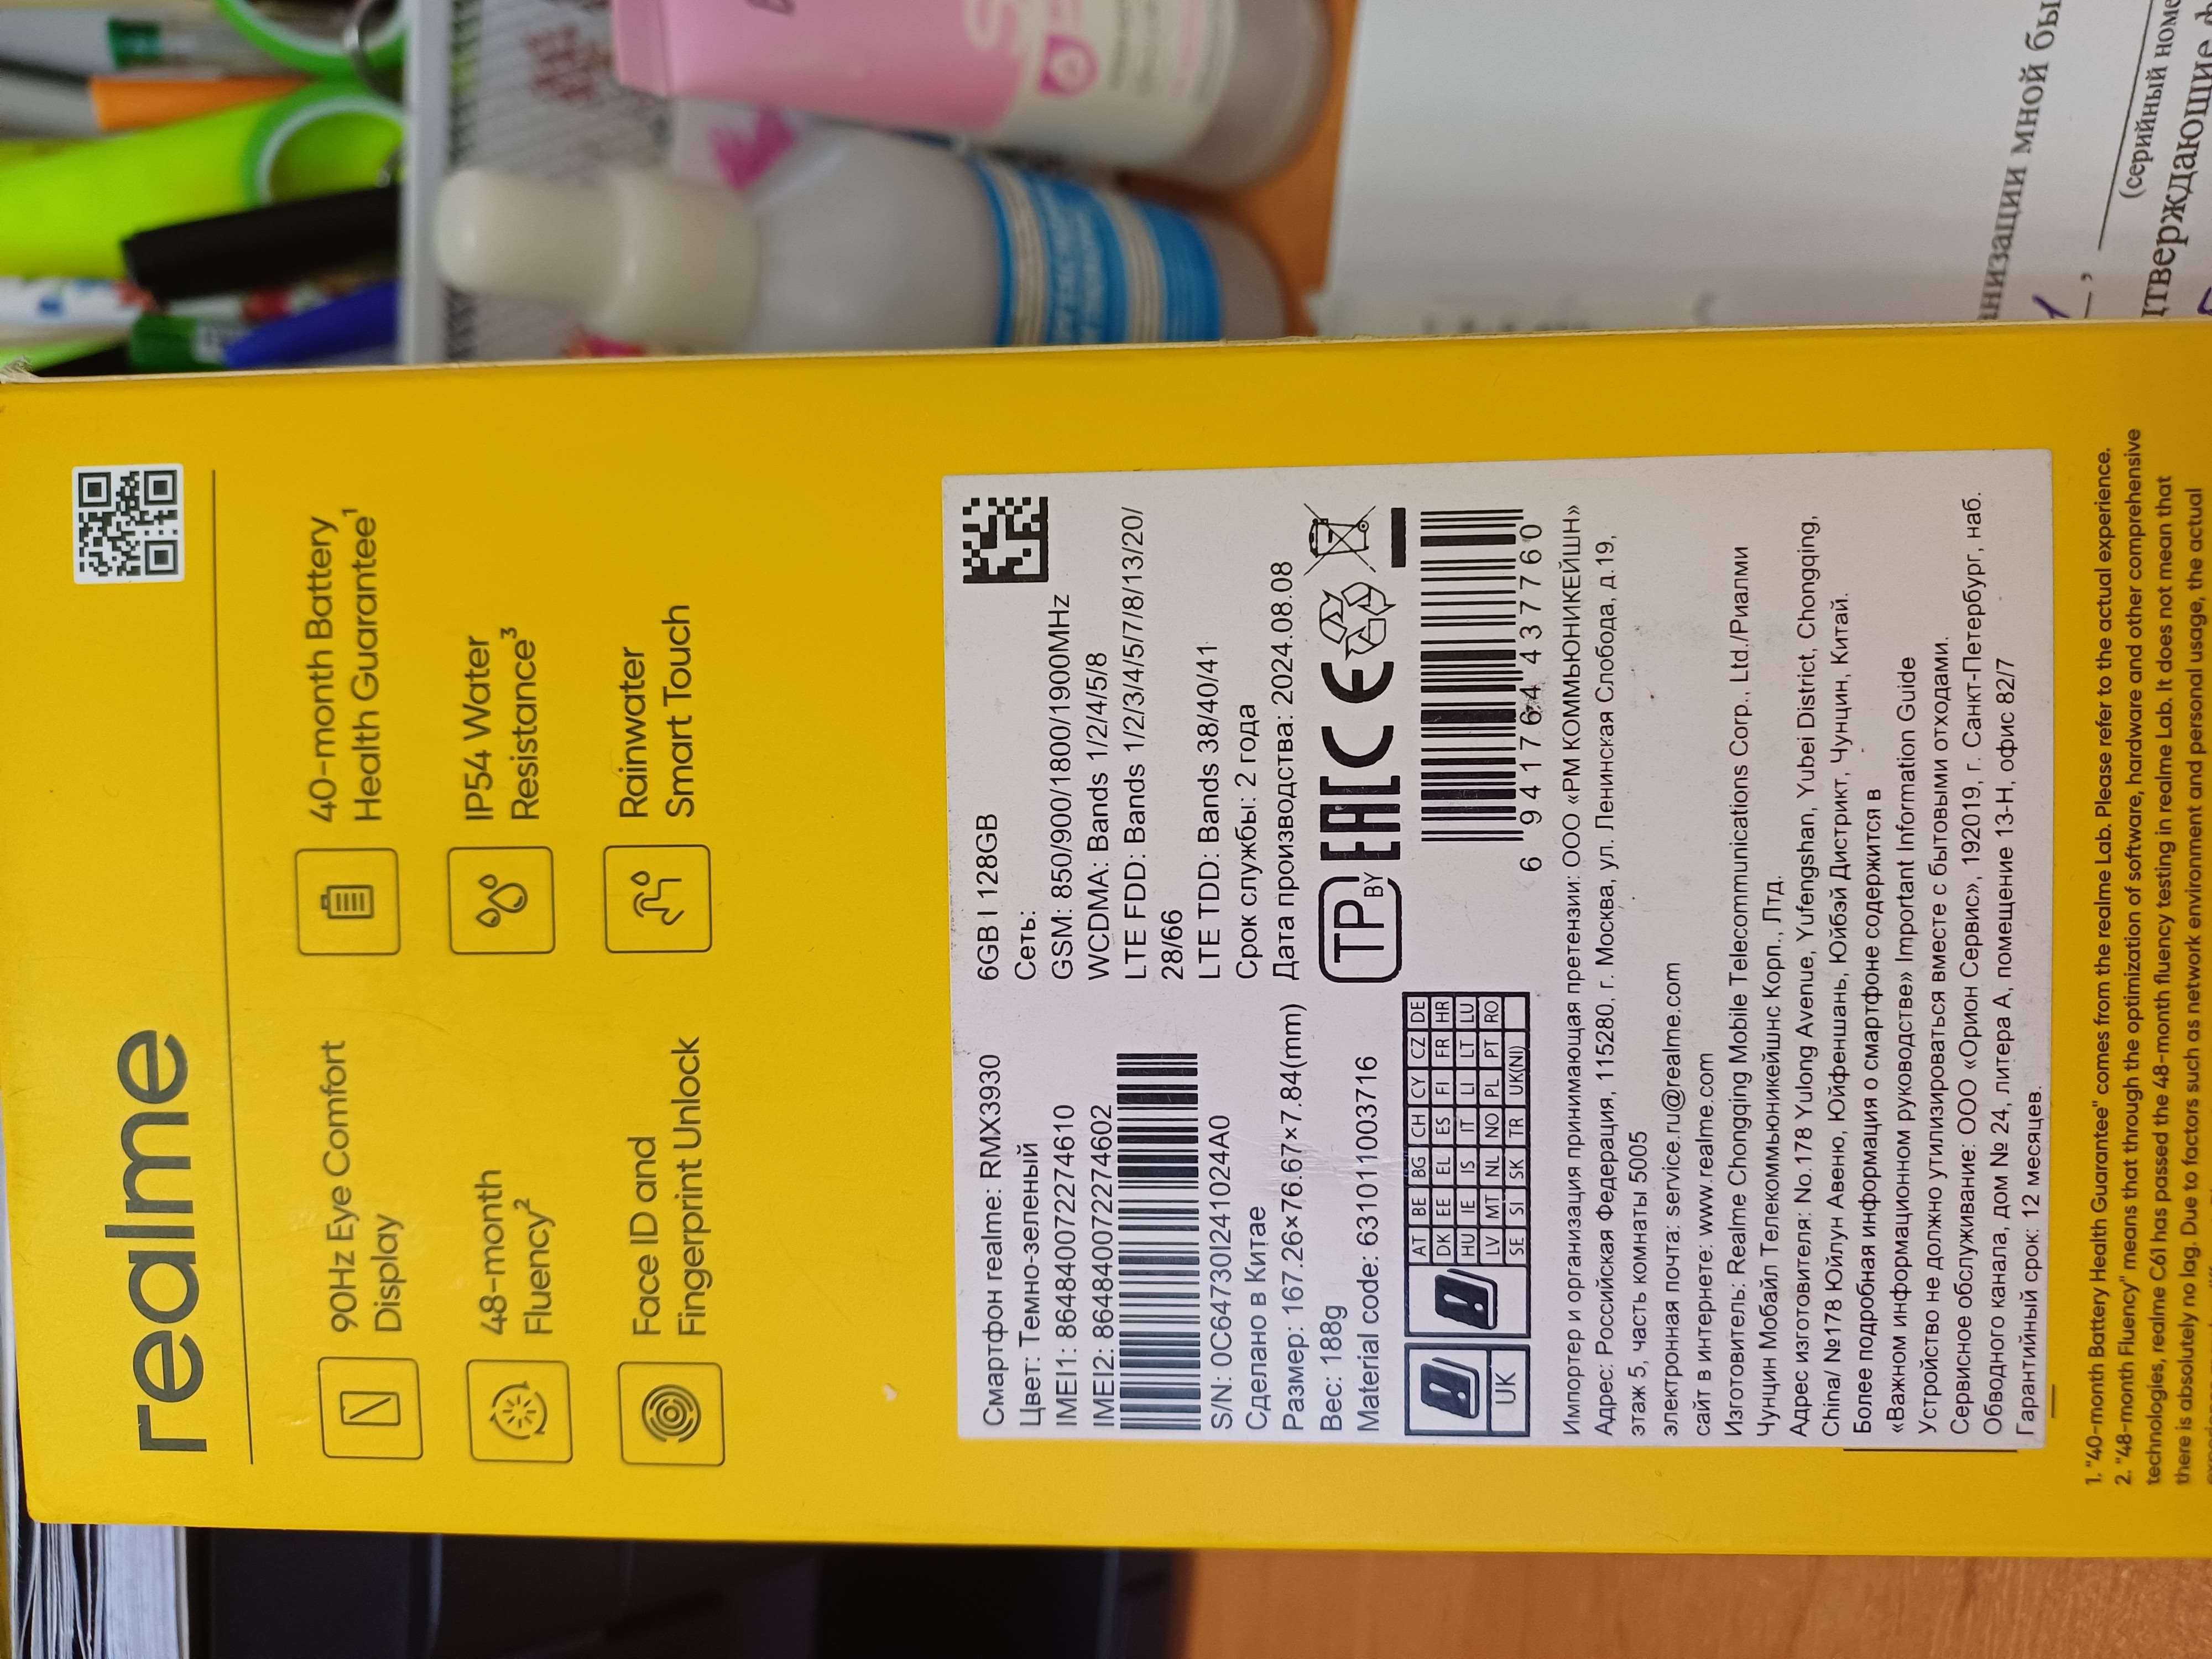 realme
90Hz Eye Comfort
Display
40-month Battery
Health Guarantee¹
48-month
Fluency²
IP54 Water
Resistance³
Face ID and
Fingerprint Unlock
Rainwater
Smart Touch
Смартфон realme: RMX3930
Цвет: Темно-зеленый
IMEI1: 864840072274610
IMEI2: 864840072274602
S/N: 0C64730I241024A0
Сделано в Китае
Размер: 167.26×76.67×7.84(mm)
Вес: 188g
Material code: 631011003716
6GB I 128GB
Сеть:
GSM: 850/900/1800/1900MHz
WCDMA: Bands 1/2/4/5/8
LTE FDD: Bands 1/2/3/4/5/7/8/13/20/
28/66
LTE TDD: Bands 38/40/41
Срок службы: 2 года
Дата производства: 2024.08.08
TP BY EAC CE
UK
AT BE BG CH CY CZ DE
DK EE EL ES FI FR HR
HU IE IS IT LI LT LU
LV MT NL NO PL PT RO
SE SI SK TR UK(NI)
6 941764 437760
Импортер и организация принимающая претензии: ООО «РМ КОММЬЮНИКЕЙШН»
Адрес: Российская Федерация, 115280, г. Москва, ул. Ленинская Слобода, д.19,
этаж 5, часть комнаты 5005
электронная почта: service.ru@realme.com
сайт в интернете: www.realme.com
Изготовитель: Realme Chongqing Mobile Telecommunications Corp., Ltd./Риалми
Чунцин Мобайл Телекоммьюникейшнс Корп., Лтд.
Адрес изготовителя: No.178 Yulong Avenue, Yufengshan, Yubei District, Chongqing,
China/ №178 Юйлун Авеню, Юйфеншань, Юйбэй Дистрикт, Чунцин, Китай.
Более подробная информация о смартфоне содержится в
«Важном информационном руководстве» Important Information Guide
Устройство не должно утилизироваться вместе с бытовыми отходами.
Сервисное обслуживание: ООО «Орион Сервис», 192019, г. Санкт-Петербург, наб.
Обводного канала, дом № 24, литера А, помещение 13-Н, офис 82/7
Гарантийный срок: 12 месяцев.
1. "40-month Battery Health Guarantee" comes from the realme Lab. Please refer to the actual experience.
2. "48-month Fluency" means that through the optimization of software, hardware and other comprehensive
technologies, realme C61 has passed the 48-month fluency testing in realme Lab. It does not mean that
there is absolutely no lag. Due to factors such as network environment and personal usage, the actual
низации мной бы
(серийный номе
дтверждающие ф